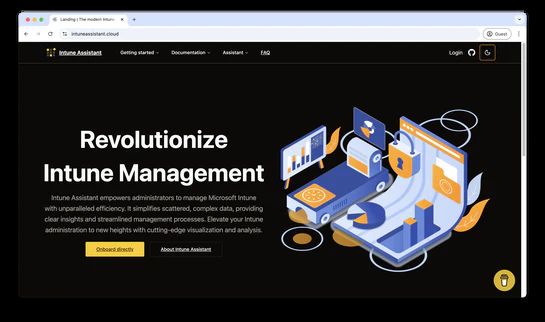 Landing | The modern Intun
intuneassistant.cloud
Guest
Intune Assistant
Getting started
Documentation
Assistant
FAQ
Login
Revolutionize
Intune Management
Intune Assistant empowers administrators to manage Microsoft Intune
with unparalleled efficiency. It simplifies scattered, complex data, providing
clear insights and streamlined management processes. Elevate your Intune
administration to new heights with cutting-edge visualization and analysis.
Onboard directly
About Intune Assistant